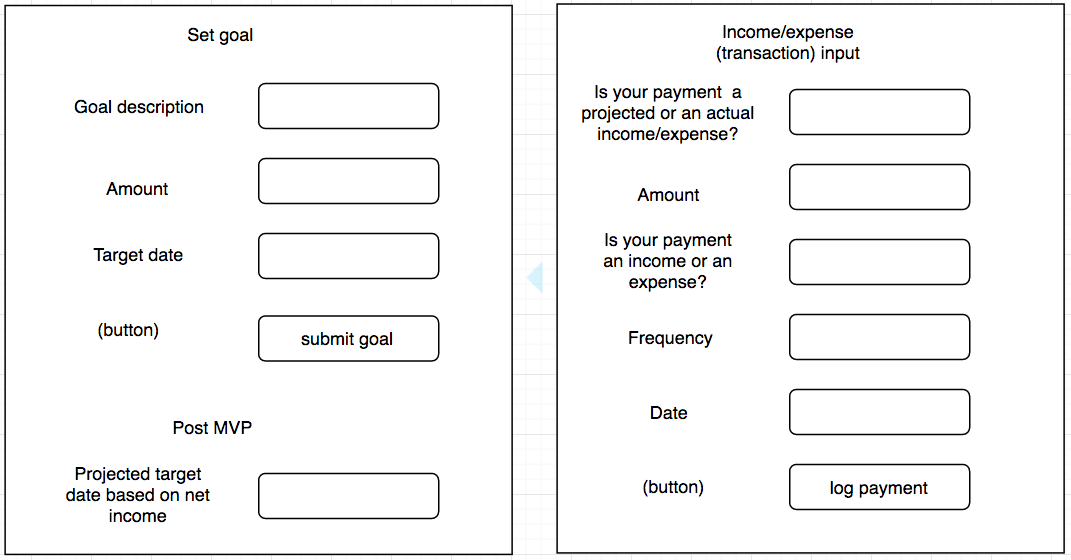 Set goal
Goal description
Amount
Target date
(button)
submit goal
Post MVP
Projected target
date based on net
income
Income/expense
(transaction) input
Is your payment a
projected or an actual
income/expense?
Amount
Is your payment
an income or an
expense?
Frequency
Date
(button)
log payment